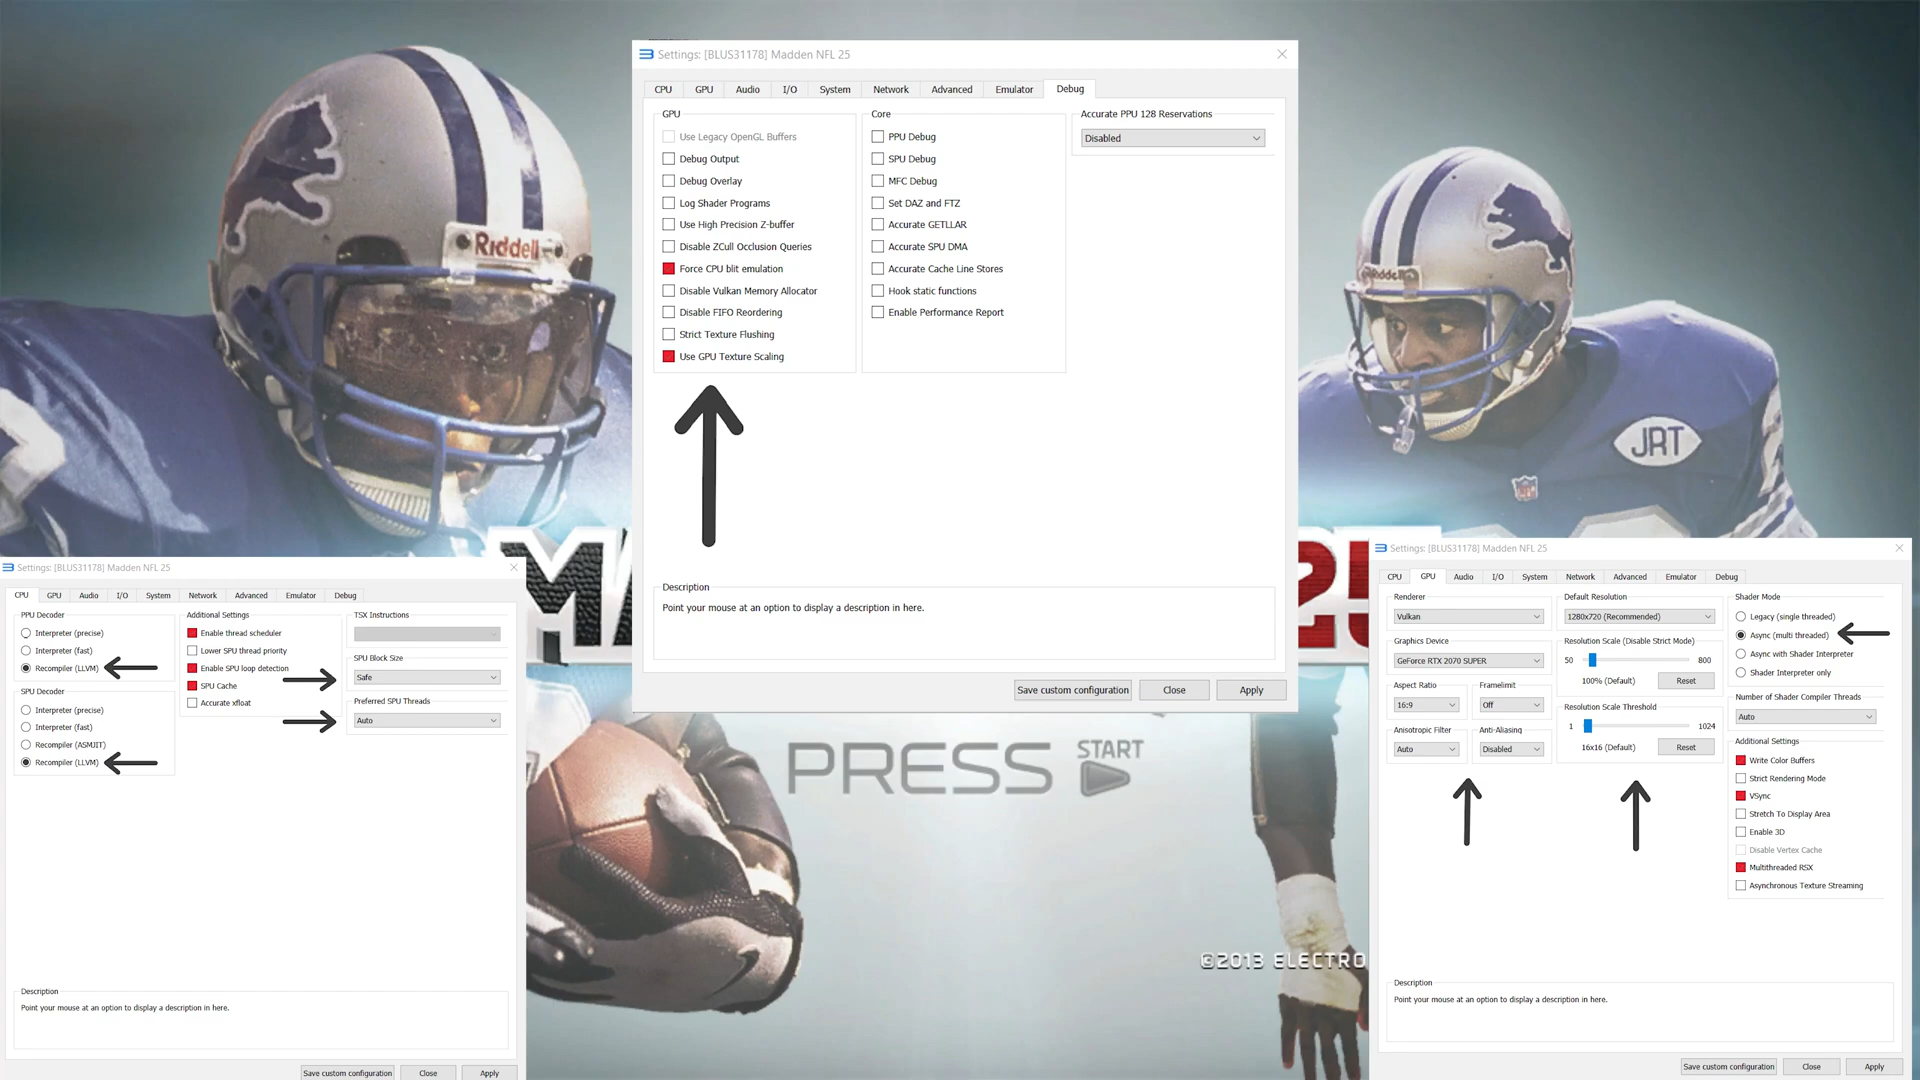 Settings: [BLUS31178] Madden NFL 25
CPU GPU Audio I/O System Network Advanced Emulator Debug
GPU
Use Legacy OpenGL Buffers
Debug Output
Debug Overlay
Log Shader Programs
Use High Precision Z-buffer
Disable ZCull Occlusion Queries
Force CPU blit emulation
Disable Vulkan Memory Allocator
Disable FIFO Reordering
Strict Texture Flushing
Use GPU Texture Scaling
Core
PPU Debug
SPU Debug
MFC Debug
Set DAZ and FTZ
Accurate GETLLAR
Accurate SPU DMA
Accurate Cache Line Stores
Hook static functions
Enable Performance Report
Accurate PPU 128 Reservations
Disabled
Description
Point your mouse at an option to display a description in here.
Save custom configuration Close Apply
Riddell
Riddell
JRT
NFL
MA
25
PRESS START
©2013 ELECTRO
Settings: [BLUS31178] Madden NFL 25
CPU GPU Audio I/O System Network Advanced Emulator Debug
PPU Decoder
Interpreter (precise)
Interpreter (fast)
Recompiler (LLVM)
SPU Decoder
Interpreter (precise)
Interpreter (fast)
Recompiler (ASMJIT)
Recompiler (LLVM)
Additional Settings
Enable thread scheduler
Lower SPU thread priority
Enable SPU loop detection
SPU Cache
Accurate xfloat
TSX Instructions
SPU Block Size
Safe
Preferred SPU Threads
Auto
Description
Point your mouse at an option to display a description in here.
Save custom configuration Close Apply
Settings: [BLUS31178] Madden NFL 25
CPU GPU Audio I/O System Network Advanced Emulator Debug
Renderer
Vulkan
Graphics Device
GeForce RTX 2070 SUPER
Aspect Ratio
16:9
Framelimit
Off
Anisotropic Filter
Auto
Anti-Aliasing
Disabled
Default Resolution
1280x720 (Recommended)
Resolution Scale (Disable Strict Mode)
50 800
100% (Default) Reset
Resolution Scale Threshold
1 1024
16x16 (Default) Reset
Shader Mode
Legacy (single threaded)
Async (multi threaded)
Async with Shader Interpreter
Shader Interpreter only
Number of Shader Compiler Threads
Auto
Additional Settings
Write Color Buffers
Strict Rendering Mode
VSync
Stretch To Display Area
Enable 3D
Disable Vertex Cache
Multithreaded RSX
Asynchronous Texture Streaming
Description
Point your mouse at an option to display a description in here.
Save custom configuration Close Apply